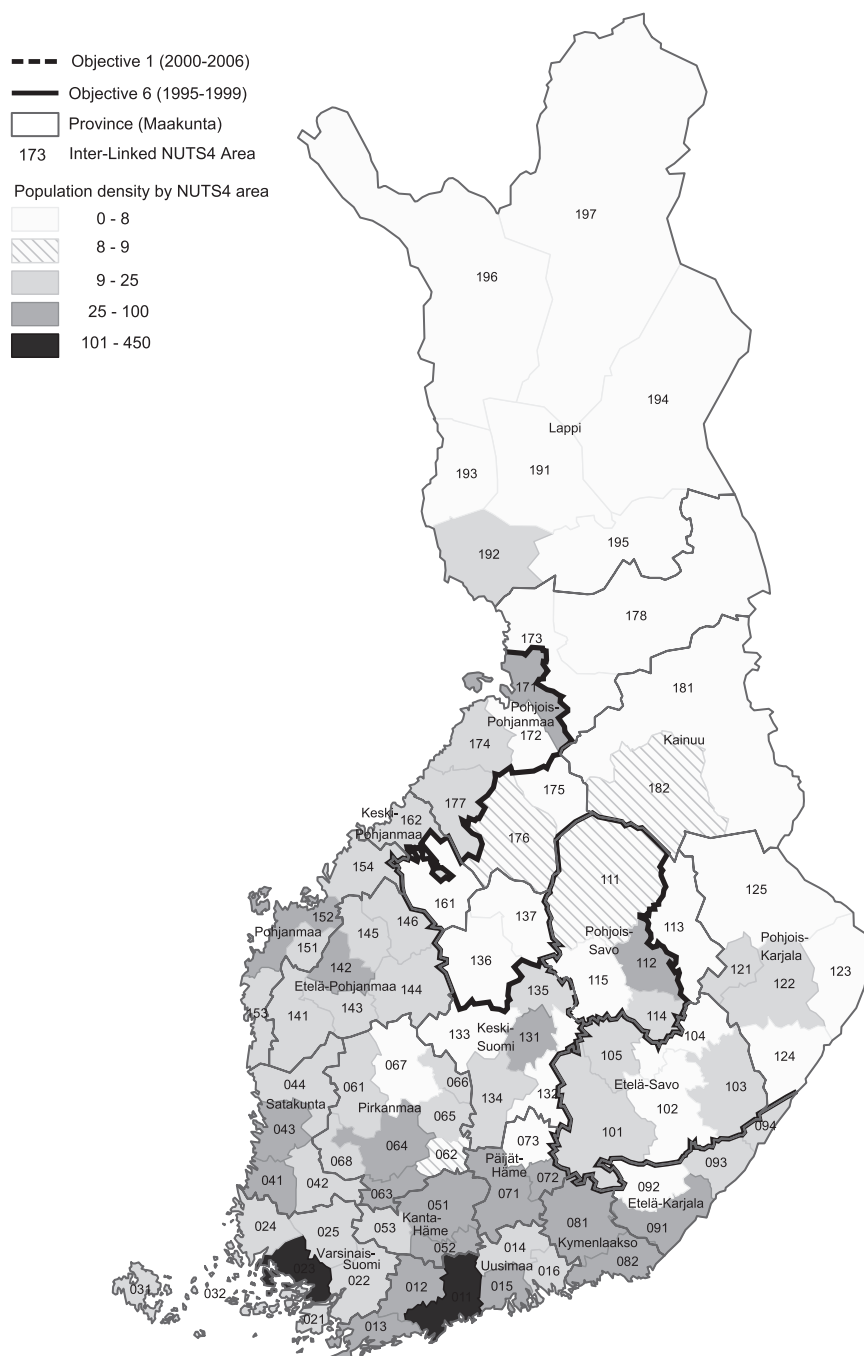 Objective 1 (2000-2006)
Objective 6 (1995-1999)
Province (Maakunta)
173 Inter-Linked NUTS4 Area
Population density by NUTS4 area
0 - 8
8 - 9
9 - 25
25 - 100
101 - 450
197
196
194
Lappi
193
191
195
192
178
173
171
181
Pohjois-
Pohjanmaa
172
174
Kainuu
175
182
177
162
Keski-
Pohjanmaa
176
154
111
125
161
137
113
152
146
Pohjanmaa
151
145
Pohjois-
Savo
Pohjois-
Karjala
142
136
112
121
123
115
122
Etelä-Pohjanmaa
144
135
153
141
143
114
133
Keski-
Suomi
131
104
124
105
067
044
061
066
Etelä-Savo
103
132
134
Satakunta
Pirkanmaa
065
102
094
043
064
101
073
062
068
Päijät-
Häme
093
041
042
063
071
072
092
051
Etelä-Karjala
024
Kanta-
Häme
081
091
025
053
052
014
Kymenlaakso
Varsinais-
Suomi
Uusimaa
023
022
016
082
031
032
012
011
015
021
013